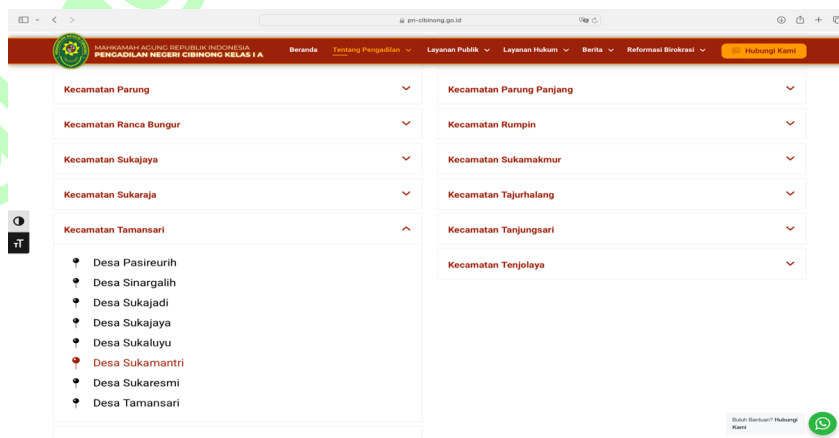 pn-cibinong.go.id
MAHKAMAH AGUNG REPUBLIK INDONESIA
PENGADILAN NEGERI CIBINONG KELAS I A
Beranda Tentang Pengadilan Layanan Publik Layanan Hukum Berita Reformasi Birokrasi Hubungi Kami
Kecamatan Parung
Kecamatan Parung Panjang
Kecamatan Ranca Bungur
Kecamatan Rumpin
Kecamatan Sukajaya
Kecamatan Sukamakmur
Kecamatan Sukaraja
Kecamatan Tajurhalang
Kecamatan Tamansari
Kecamatan Tanjungsari
Desa Pasireurih
Kecamatan Tenjolaya
Desa Sinargalih
Desa Sukajadi
Desa Sukajaya
Desa Sukaluyu
Desa Sukamantri
Desa Sukaresmi
Desa Tamansari
Butuh Bantuan? Hubungi
Kami